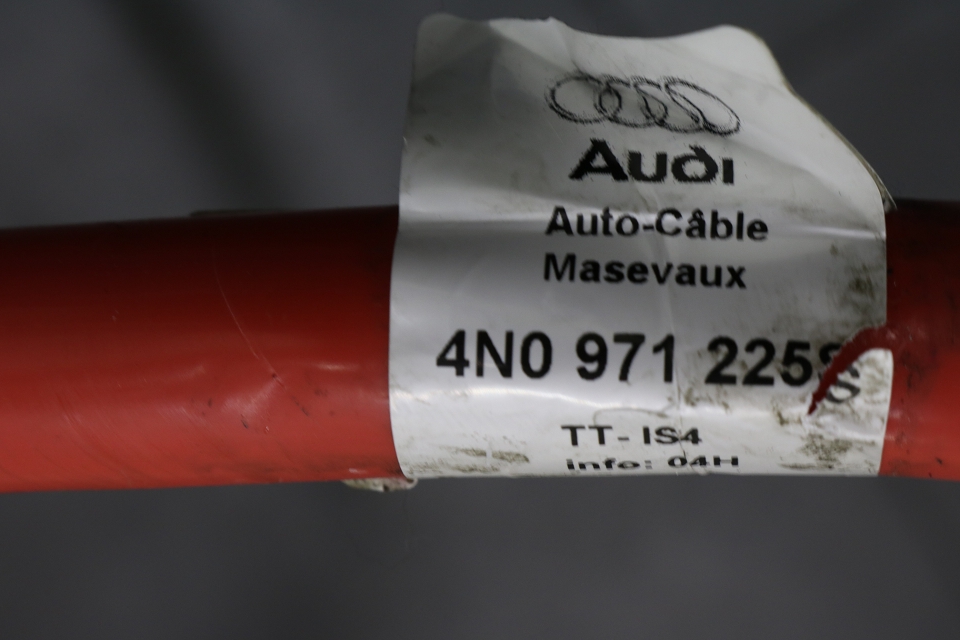 Audi
Auto-Câble
Masevaux
4N0 971 225S
TT- IS4
info: 04H